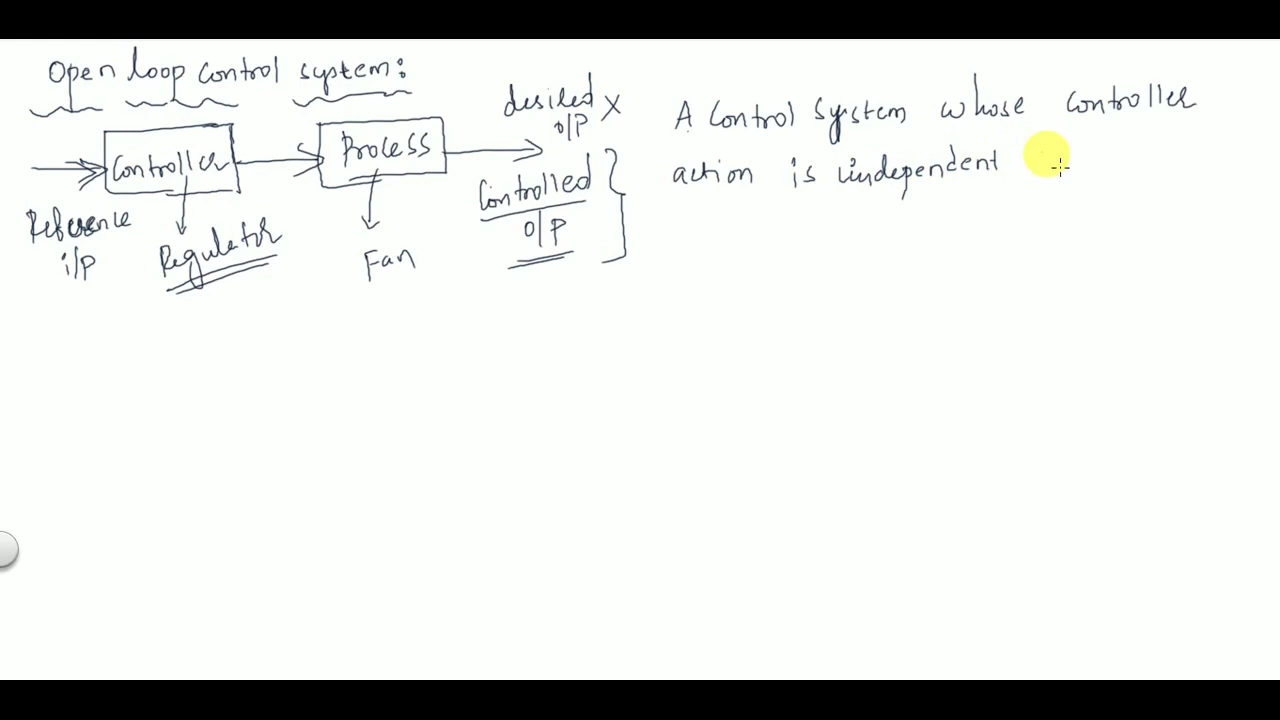 Open loop control system:
Controller
Process
desired x
o/p
Reference
i/p
Regulator
Fan
Controlled
o/p
A control system whose controller
action is independent